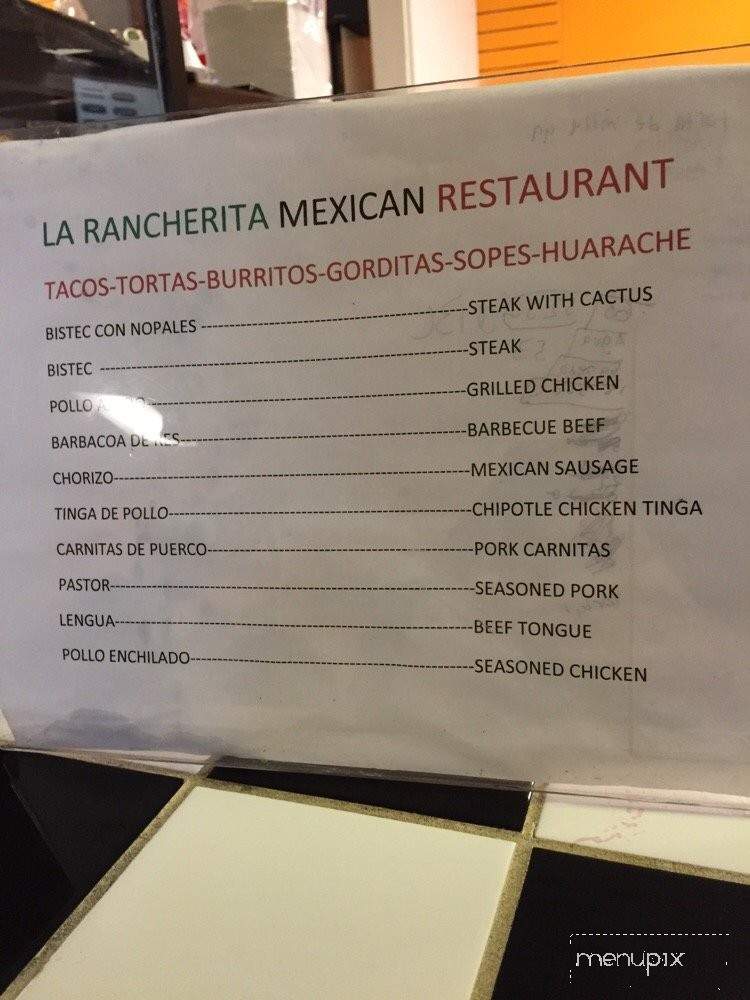 LA RANCHERITA MEXICAN RESTAURANT
TACOS-TORTAS-BURRITOS-GORDITAS-SOPES-HUARACHE
BISTEC CON NOPALES --------------------------------------------STEAK WITH CACTUS
BISTEC ------------------------------------------------------------STEAK
POLLO --------------------------------------------------GRILLED CHICKEN
BARBACOA DE RES----------------------------------------------BARBECUE BEEF
CHORIZO----------------------------------------------------------MEXICAN SAUSAGE
TINGA DE POLLO-------------------------------------------------CHIPOTLE CHICKEN TINGA
CARNITAS DE PUERCO------------------------------------------PORK CARNITAS
PASTOR------------------------------------------------------------SEASONED PORK
LENGUA-----------------------------------------------------------BEEF TONGUE
POLLO ENCHILADO----------------------------------------------SEASONED CHICKEN
menupix